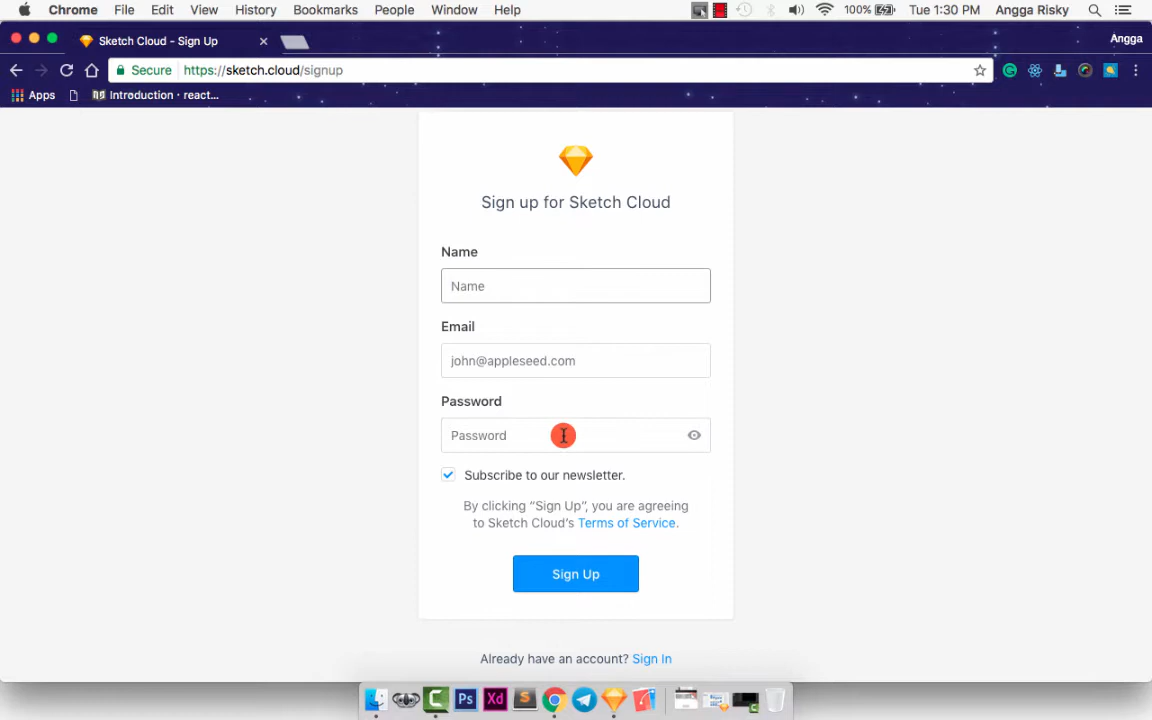 Chrome File Edit View History Bookmarks People Window Help 100% Tue 1:30 PM Angga Risky
Sketch Cloud - Sign Up Angga
Secure https://sketch.cloud/signup
Apps Introduction · react...
Sign up for Sketch Cloud
Name
Name
Email
john@appleseed.com
Password
Password
Subscribe to our newsletter.
By clicking “Sign Up”, you are agreeing
to Sketch Cloud’s Terms of Service.
Sign Up
Already have an account? Sign In
Ps Xd